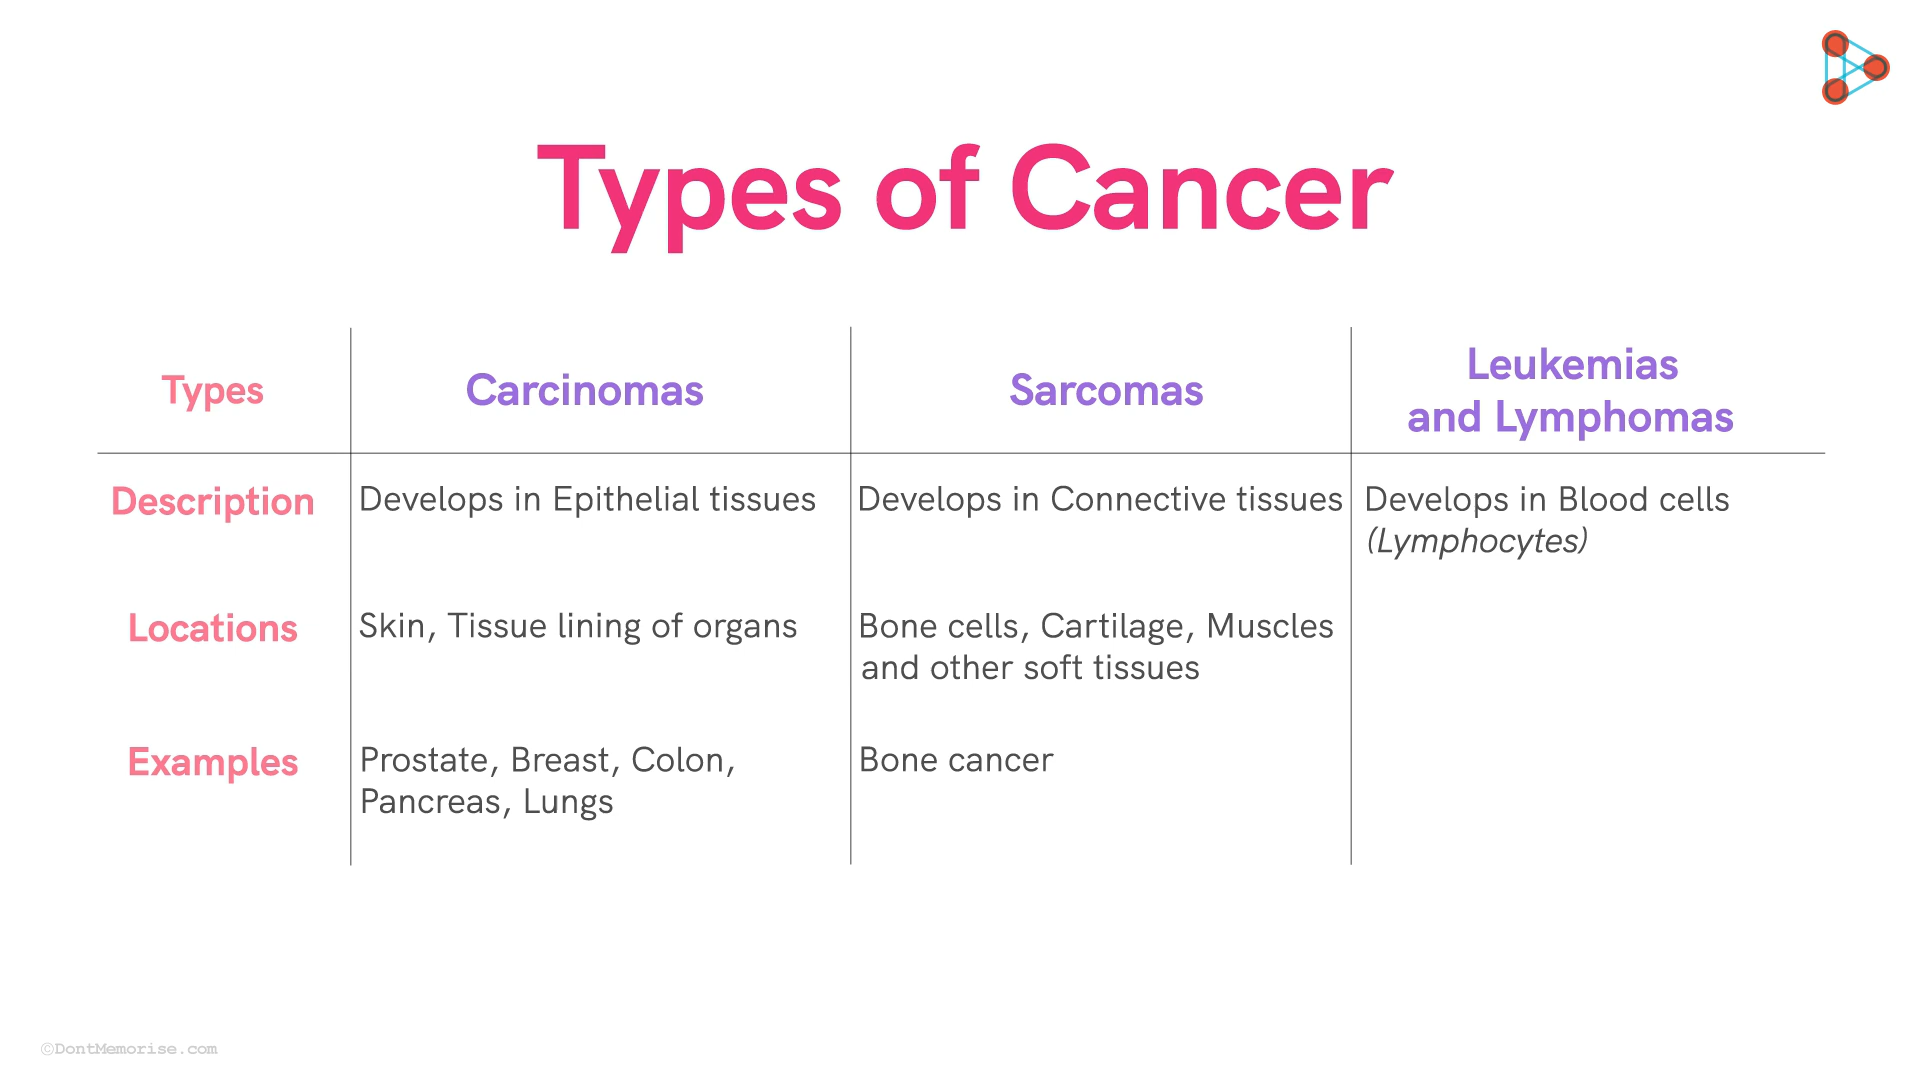 Types of Cancer
Types
Carcinomas
Sarcomas
Leukemias
and Lymphomas
Description
Develops in Epithelial tissues
Develops in Connective tissues
Develops in Blood cells
(Lymphocytes)
Locations
Skin, Tissue lining of organs
Bone cells, Cartilage, Muscles
and other soft tissues
Examples
Prostate, Breast, Colon,
Pancreas, Lungs
Bone cancer
©DontMemorise.com